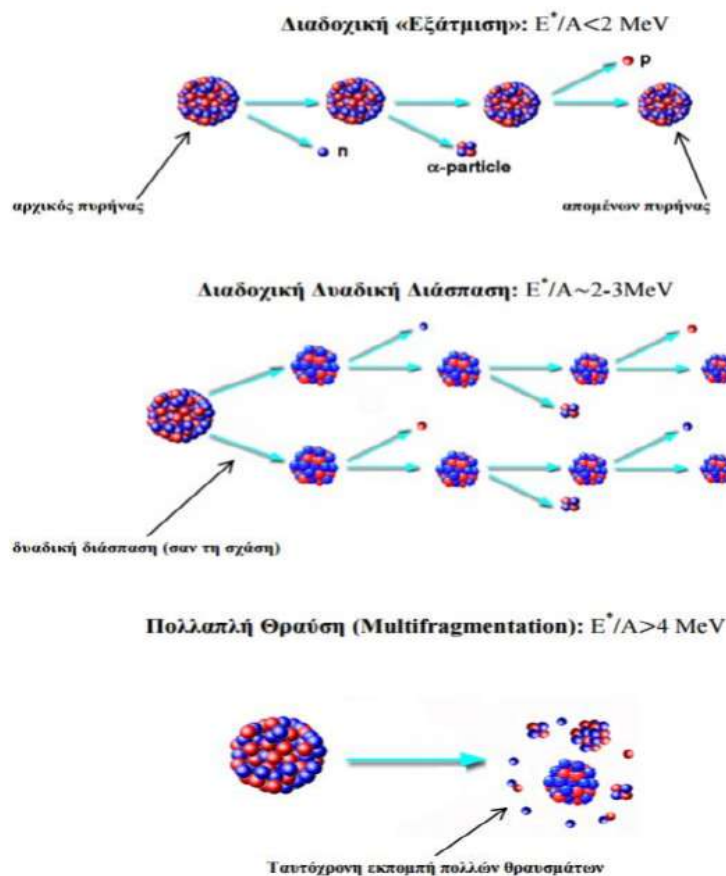 Διαδοχική «Εξάτμιση»: E*/A<2 MeV
p
n
α-particle
αρχικός πυρήνας
απομένων πυρήνας
Διαδοχική Δυαδική Διάσπαση: E*/A~2-3MeV
δυαδική διάσπαση (σαν τη σχάση)
Πολλαπλή Θραύση (Multifragmentation): E*/A>4 MeV
Ταυτόχρονη εκπομπή πολλών θραυσμάτων